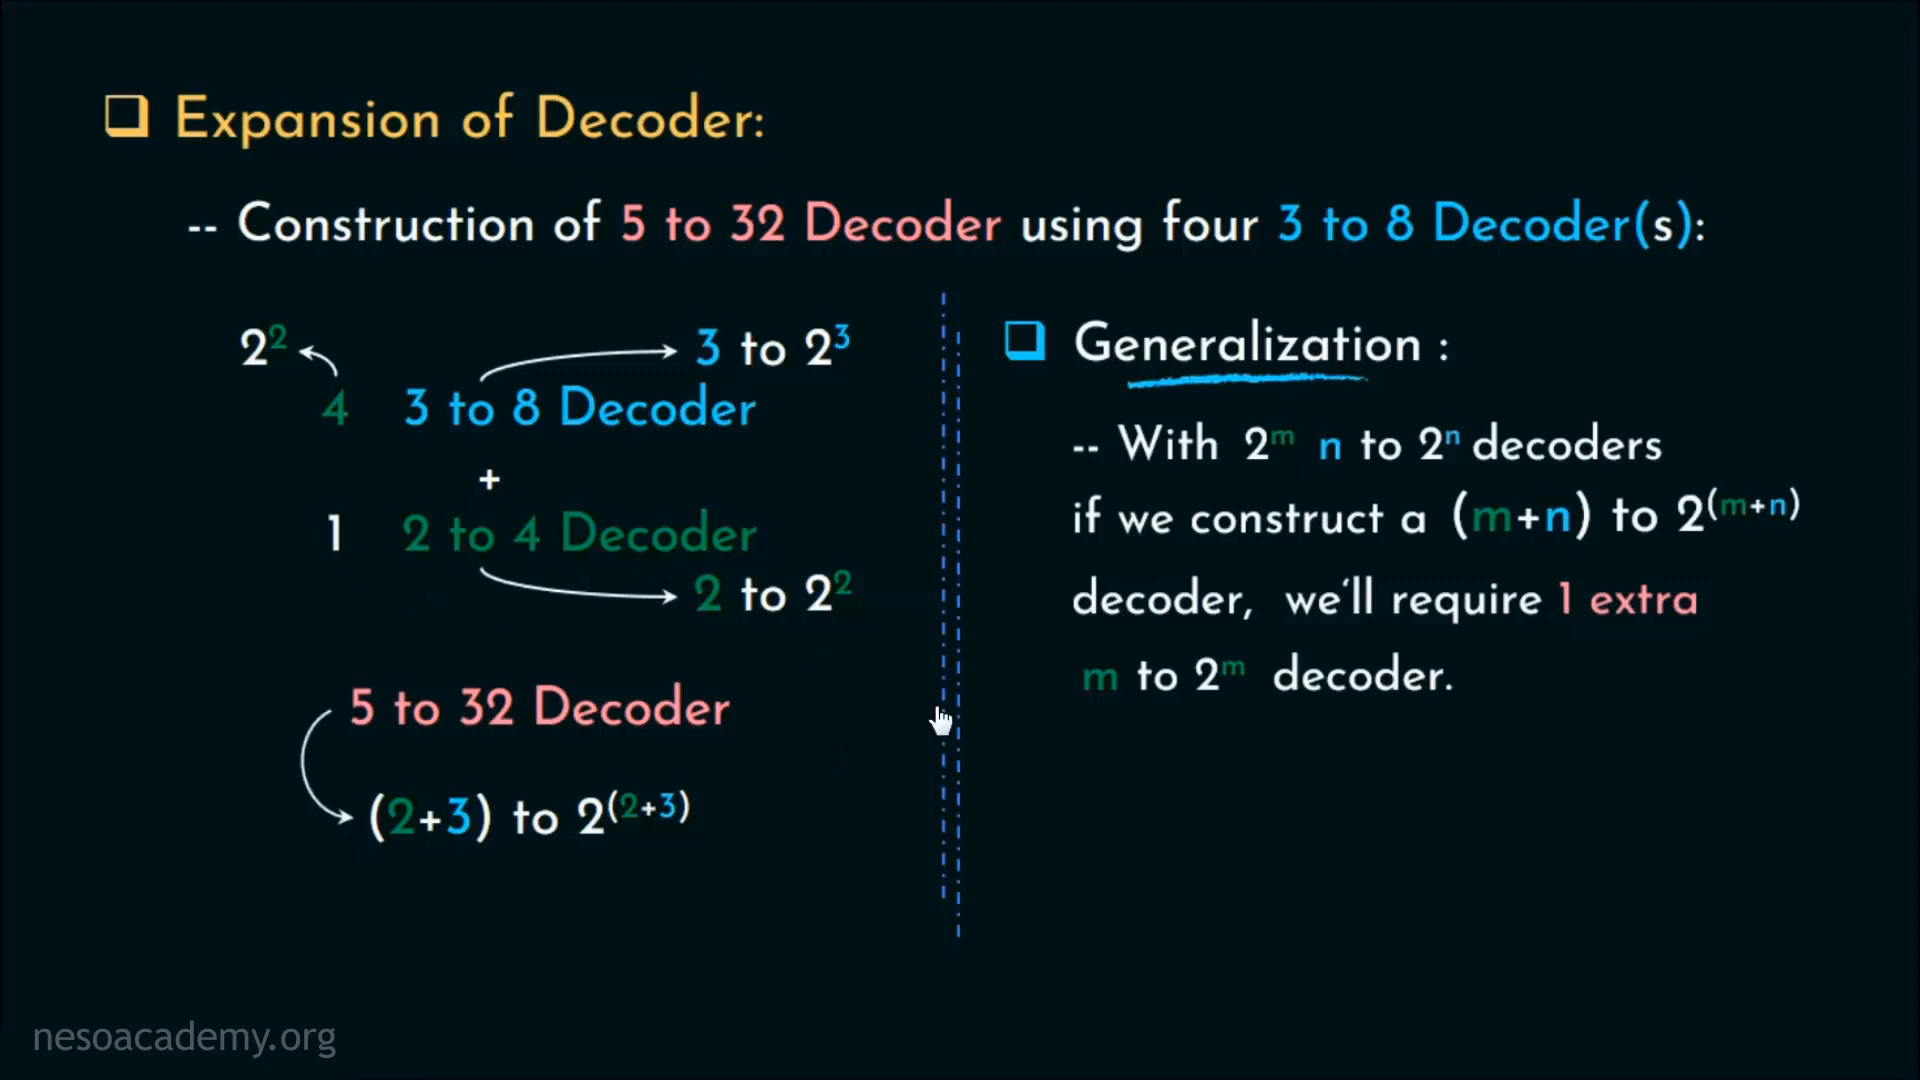 Expansion of Decoder:
-- Construction of 5 to 32 Decoder using four 3 to 8 Decoder(s):
2² 3 to 2³
4 3 to 8 Decoder
+
1 2 to 4 Decoder
2 to 2²
5 to 32 Decoder
(2+3) to 2⁽²⁺³⁾
Generalization :
-- With 2ᵐ n to 2ⁿ decoders
if we construct a (m+n) to 2⁽ᵐ⁺ⁿ⁾
decoder, we'll require 1 extra
m to 2ᵐ decoder.
nesoacademy.org